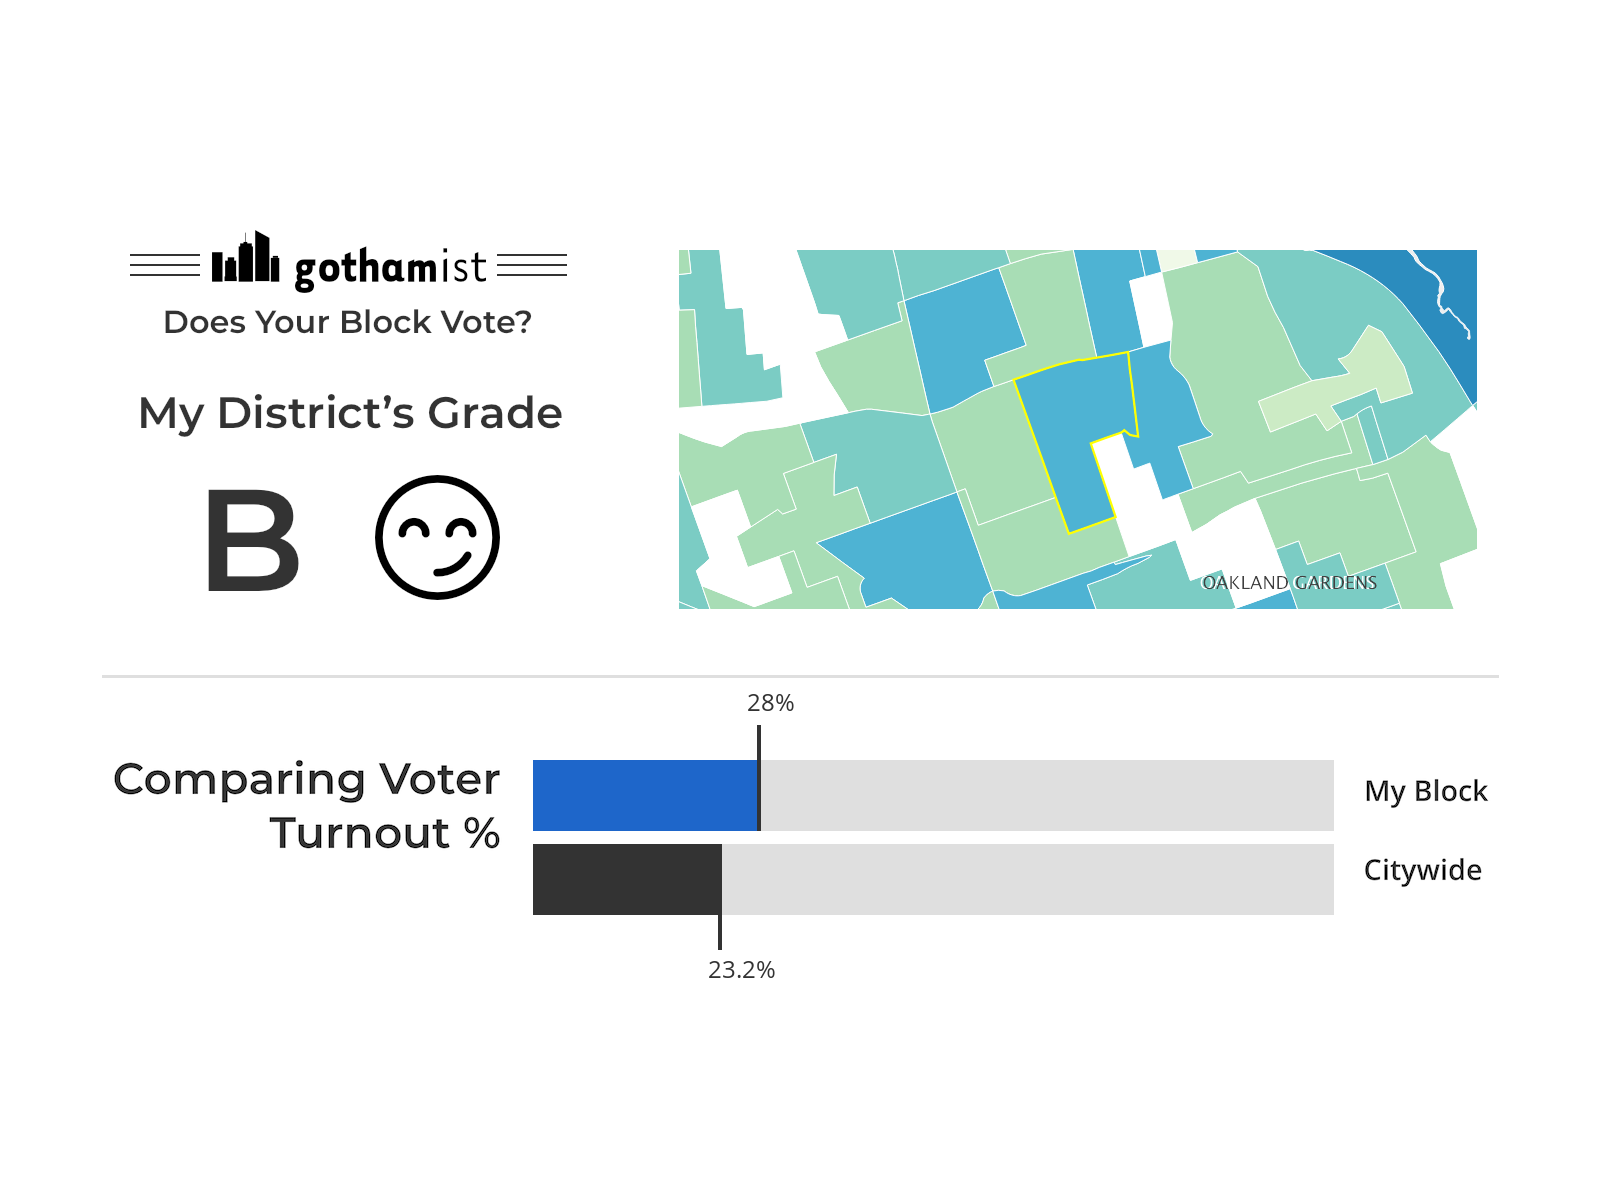 gothamist
Does Your Block Vote?
My District’s Grade
B
OAKLAND GARDENS
28%
Comparing Voter
Turnout %
My Block
Citywide
23.2%